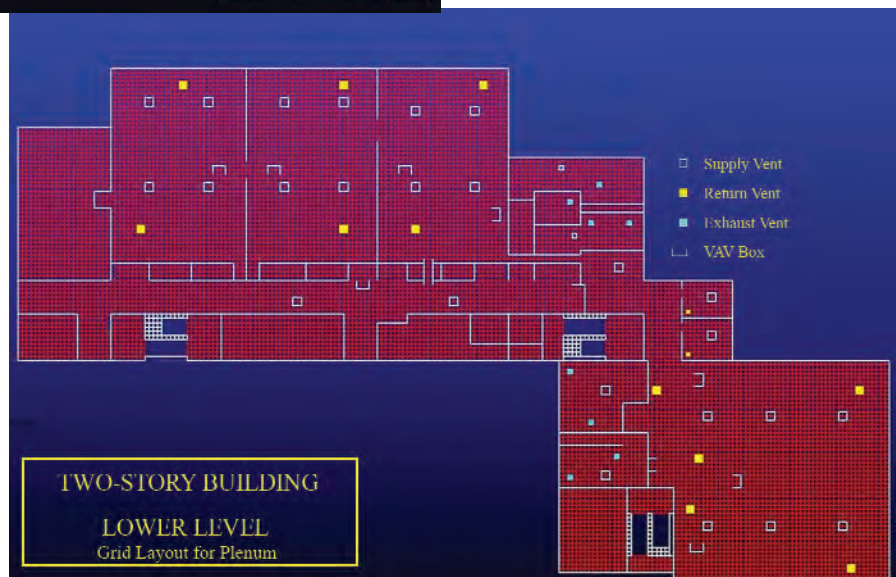 Supply Vent
Return Vent
Exhaust Vent
VAV Box
TWO-STORY BUILDING
LOWER LEVEL
Grid Layout for Plenum